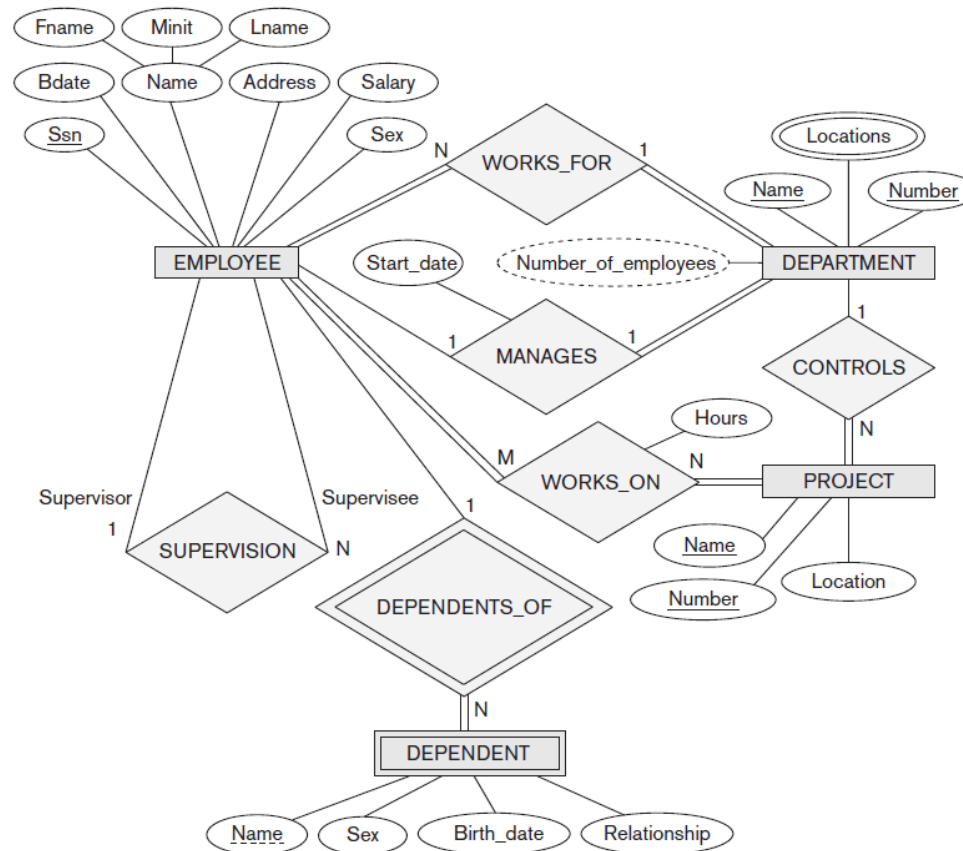 Fname
Minit
Lname
Bdate
Name
Address
Salary
Ssn
Sex
N
WORKS_FOR
1
Locations
Name
Number
EMPLOYEE
Start_date
Number_of_employees
DEPARTMENT
1
MANAGES
1
1
CONTROLS
N
Hours
M
WORKS_ON
N
PROJECT
Supervisor
1
SUPERVISION
Supervisee
N
1
Name
Number
Location
DEPENDENTS_OF
N
DEPENDENT
Name
Sex
Birth_date
Relationship